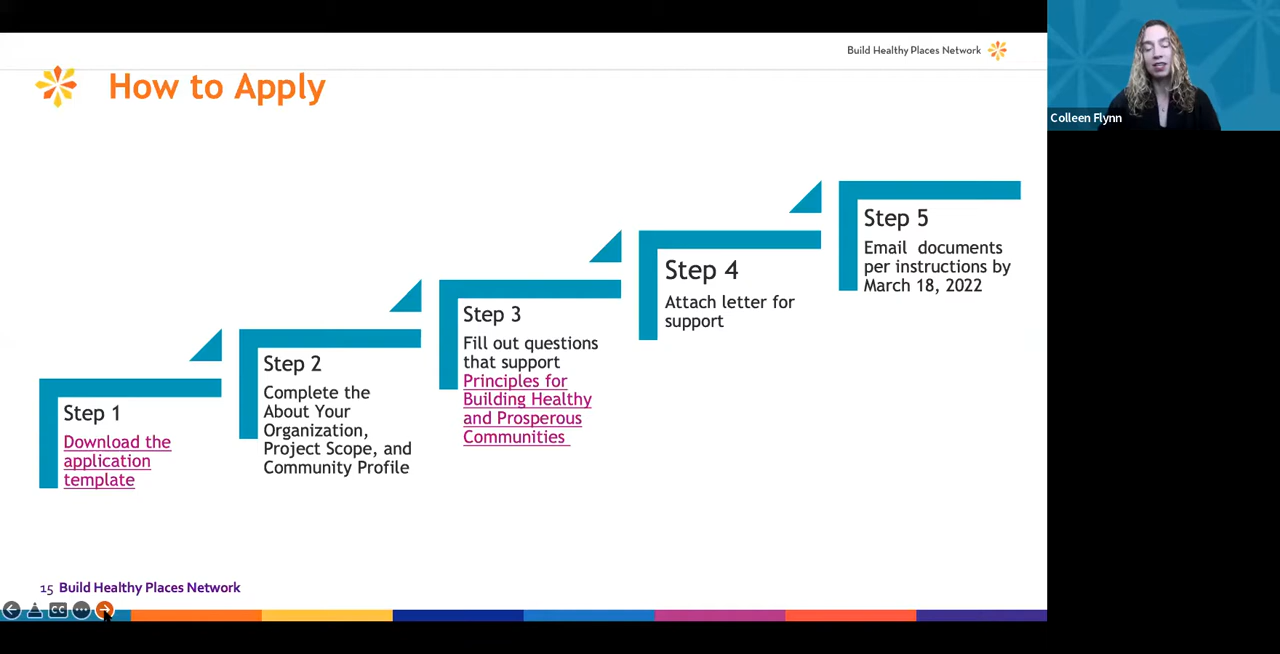 Build Healthy Places Network
How to Apply
Colleen Flynn
Step 1
Download the
application
template
Step 2
Complete the
About Your
Organization,
Project Scope, and
Community Profile
Step 3
Fill out questions
that support
Principles for
Building Healthy
and Prosperous
Communities
Step 4
Attach letter for
support
Step 5
Email documents
per instructions by
March 18, 2022
15 Build Healthy Places Network
CC